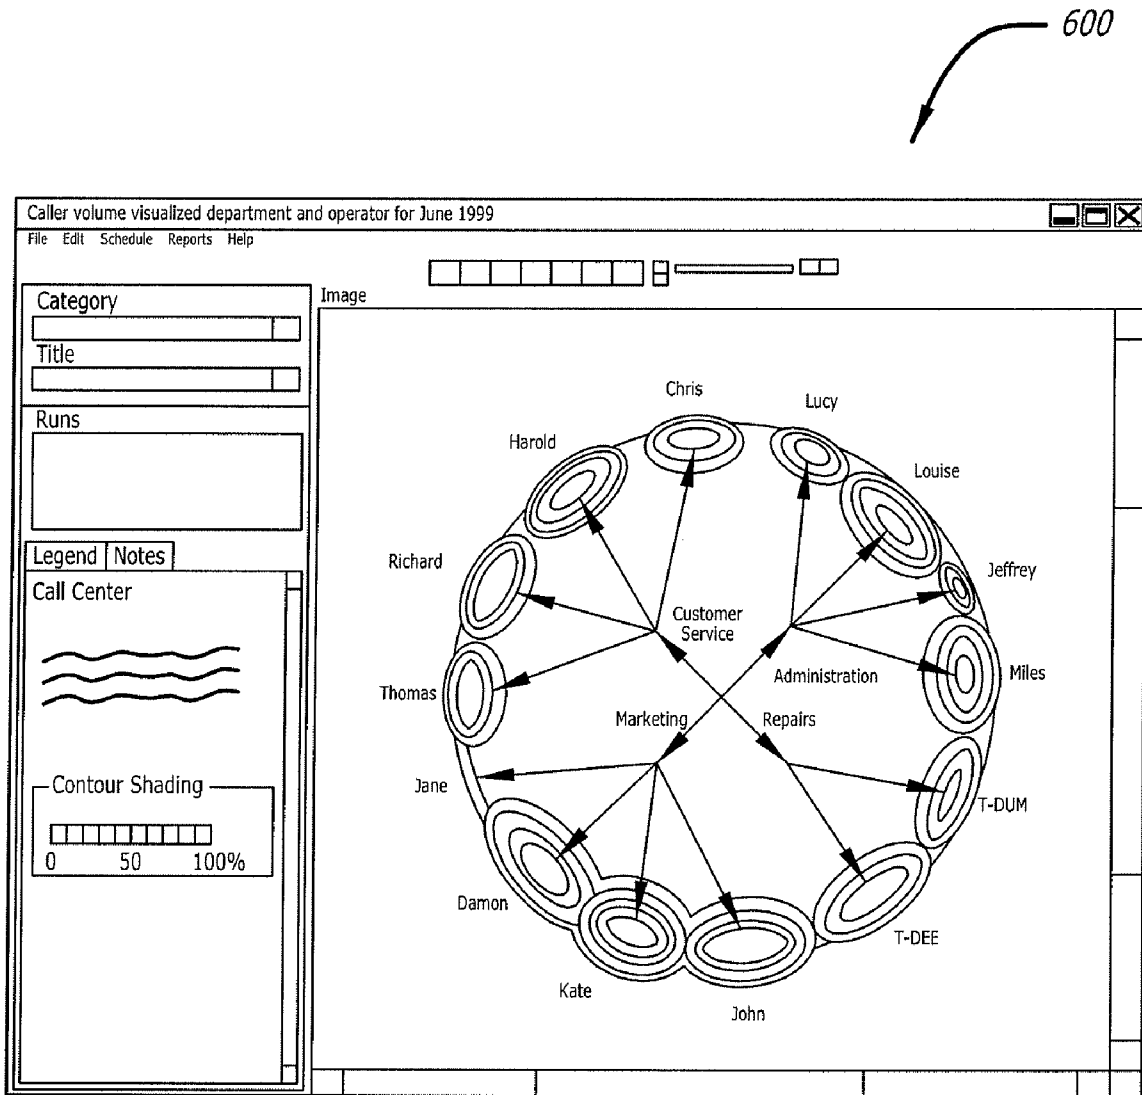 600
Caller volume visualized department and operator for June 1999
File Edit Schedule Reports Help
Category
Title
Runs
Legend Notes
Call Center
Contour Shading
0 50 100%
Image
Chris
Lucy
Harold
Louise
Richard
Jeffrey
Customer
Service
Thomas
Administration
Miles
Marketing
Repairs
Jane
T-DUM
Damon
T-DEE
Kate
John